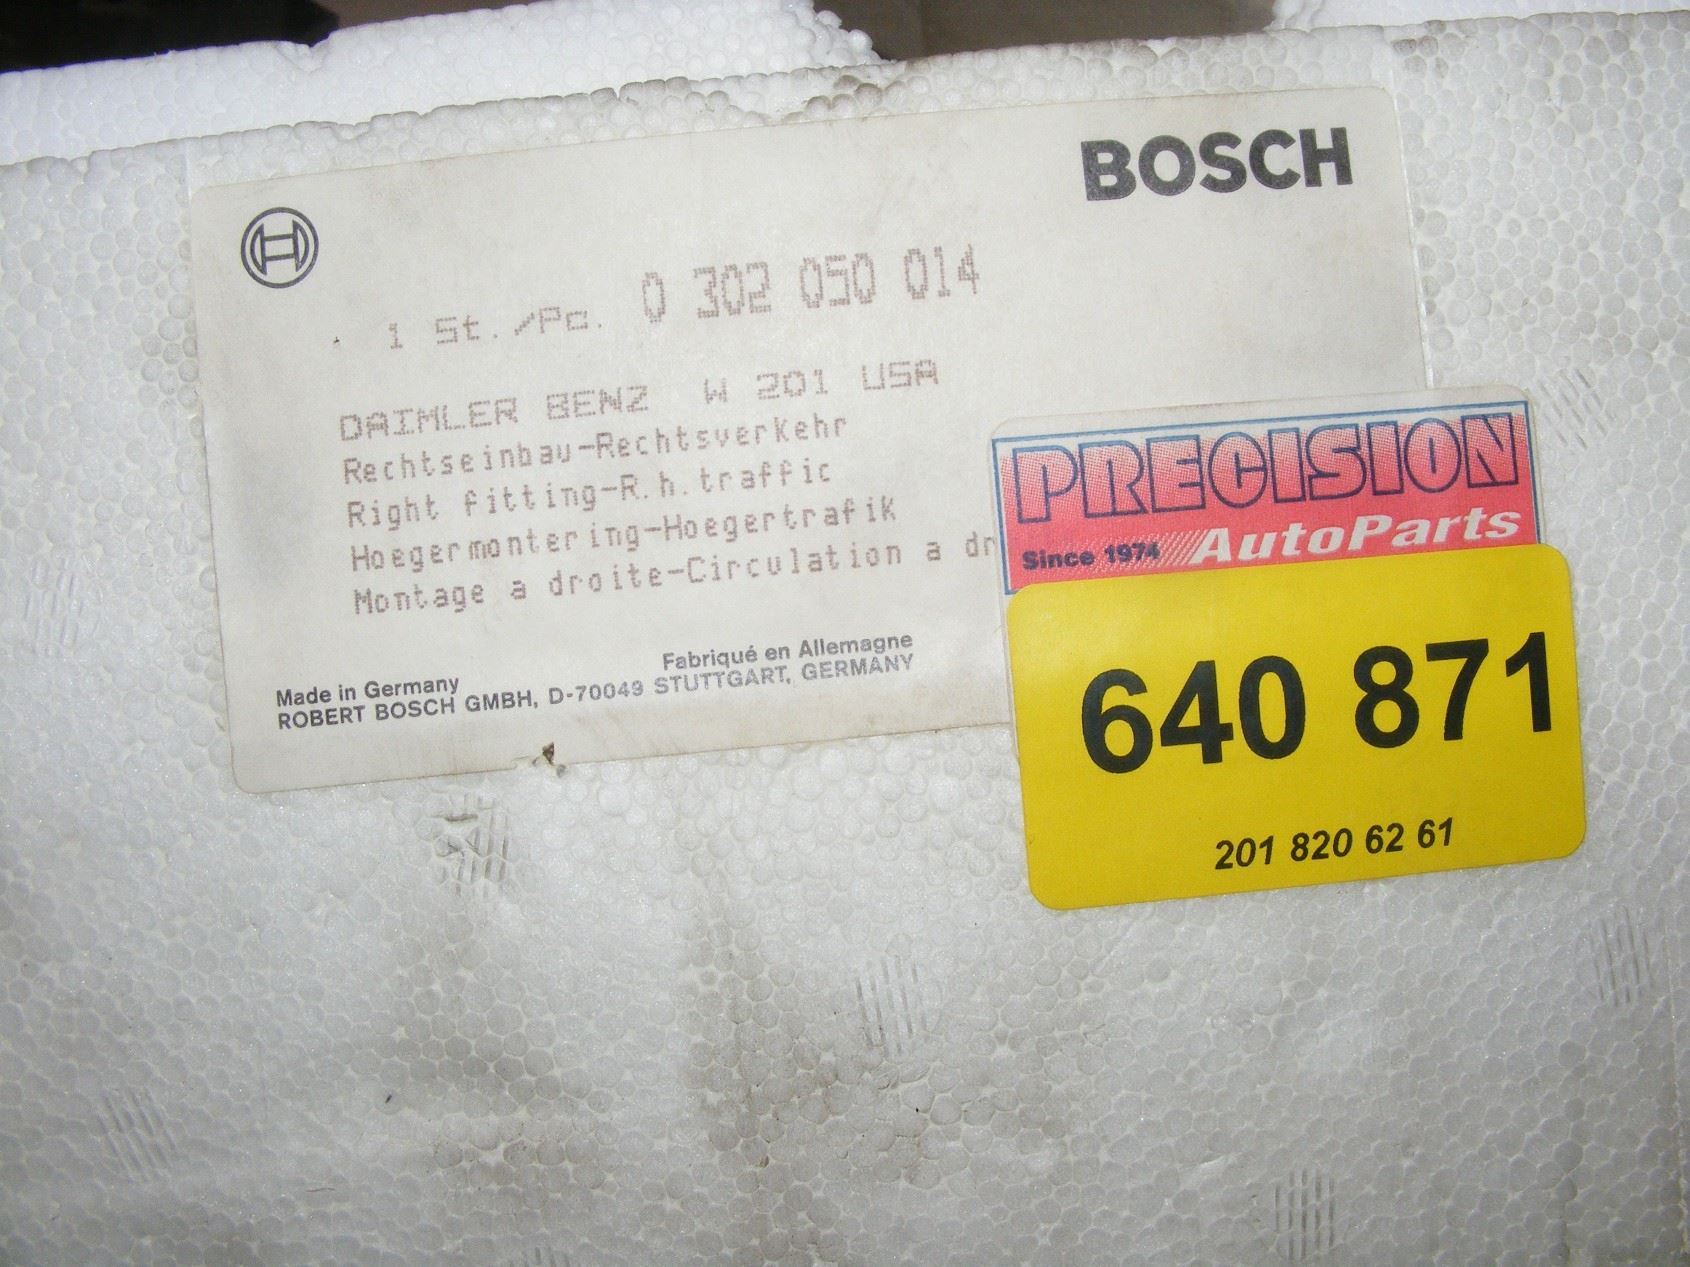 BOSCH
1 St./Pc. 0 302 050 014
DAIMLER BENZ W 201 USA
Rechtseinbau-Rechtsverkehr
Right fitting-R.h.traffic
Hoegermontering-Hoegertrafik
Montage a droite-Circulation a dr
Fabriqué en Allemagne
Made in Germany
ROBERT BOSCH GMBH, D-70049 STUTTGART, GERMANY
PRECISION
Since 1974 AutoParts
640 871
201 820 62 61